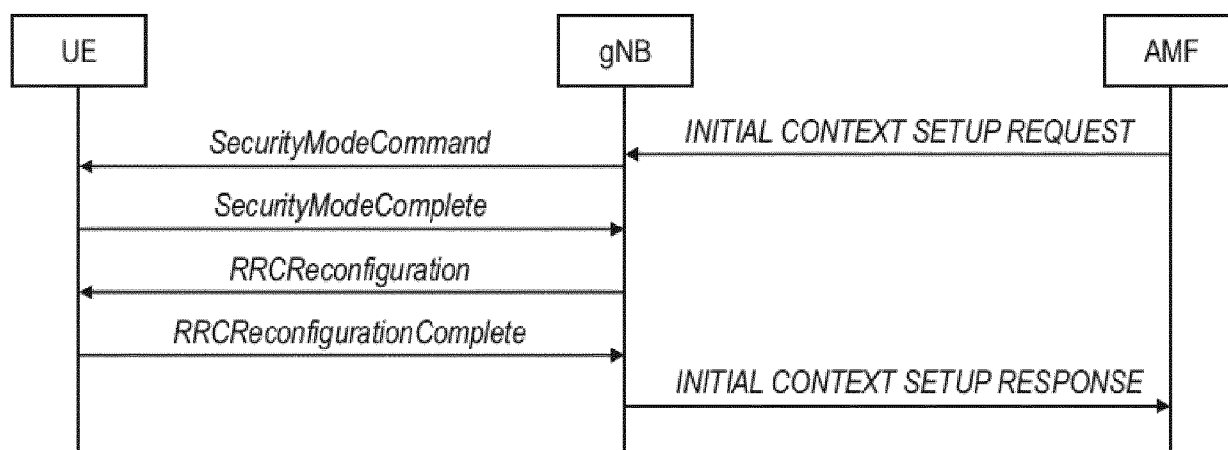 UE
gNB
AMF
INITIAL CONTEXT SETUP REQUEST
SecurityModeCommand
SecurityModeComplete
RRCReconfiguration
RRCReconfigurationComplete
INITIAL CONTEXT SETUP RESPONSE